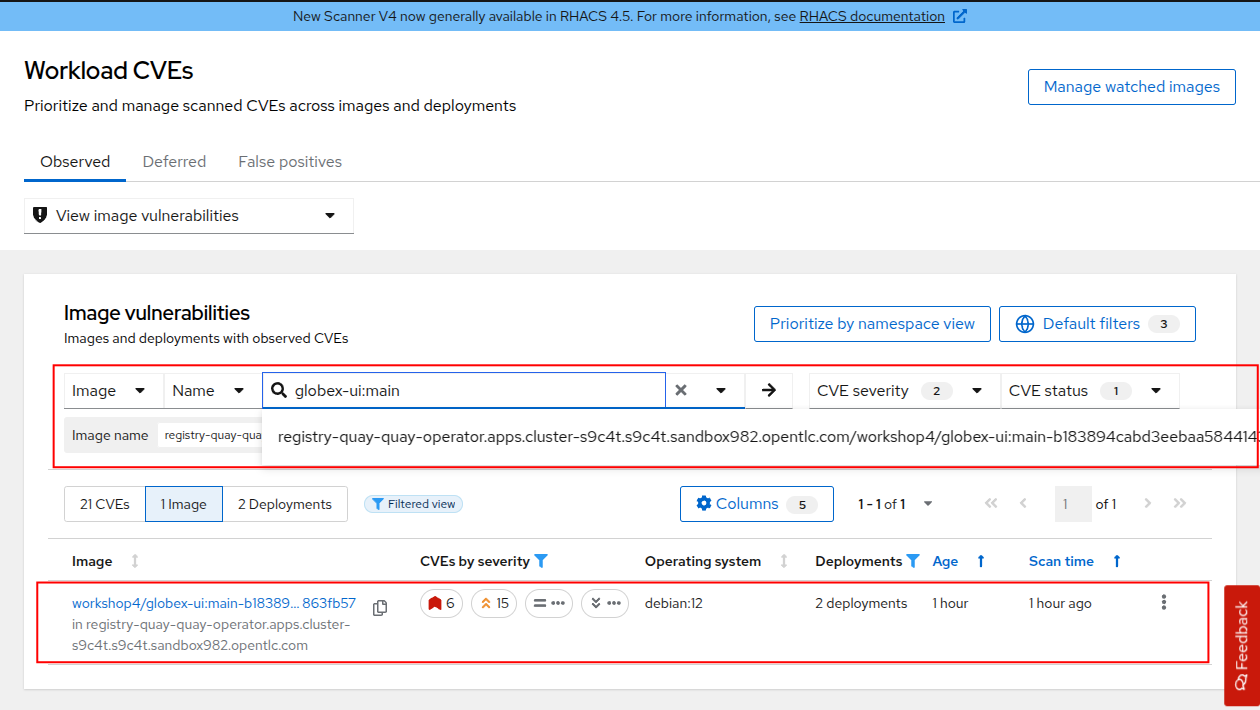 New Scanner V4 now generally available in RHACS 4.5. For more information, see RHACS documentation
Workload CVEs
Prioritize and manage scanned CVEs across images and deployments
Manage watched images
Observed Deferred False positives
View image vulnerabilities
Image vulnerabilities
Images and deployments with observed CVEs
Prioritize by namespace view
Default filters 3
Image Name globex-ui:main CVE severity 2 CVE status 1
Image name registry-quay-qua
registry-quay-quay-operator.apps.cluster-s9c4t.s9c4t.sandbox982.opentlc.com/workshop4/globex-ui:main-b183894cabd3eebaa584414
21 CVEs 1 Image 2 Deployments Filtered view Columns 5 1 - 1 of 1 1 of 1
Image CVEs by severity Operating system Deployments Age Scan time
workshop4/globex-ui:main-b18389... 863fb57 6 15 debian:12 2 deployments 1 hour 1 hour ago
in registry-quay-quay-operator.apps.cluster-
s9c4t.s9c4t.sandbox982.opentlc.com
Feedback